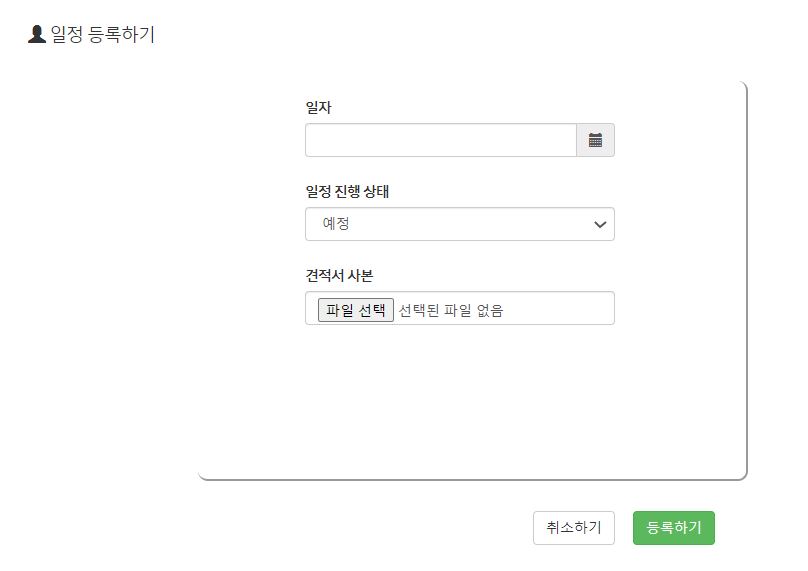 일정 등록하기
일자
일정 진행 상태
예정
견적서 사본
파일 선택 선택된 파일 없음
취소하기 등록하기